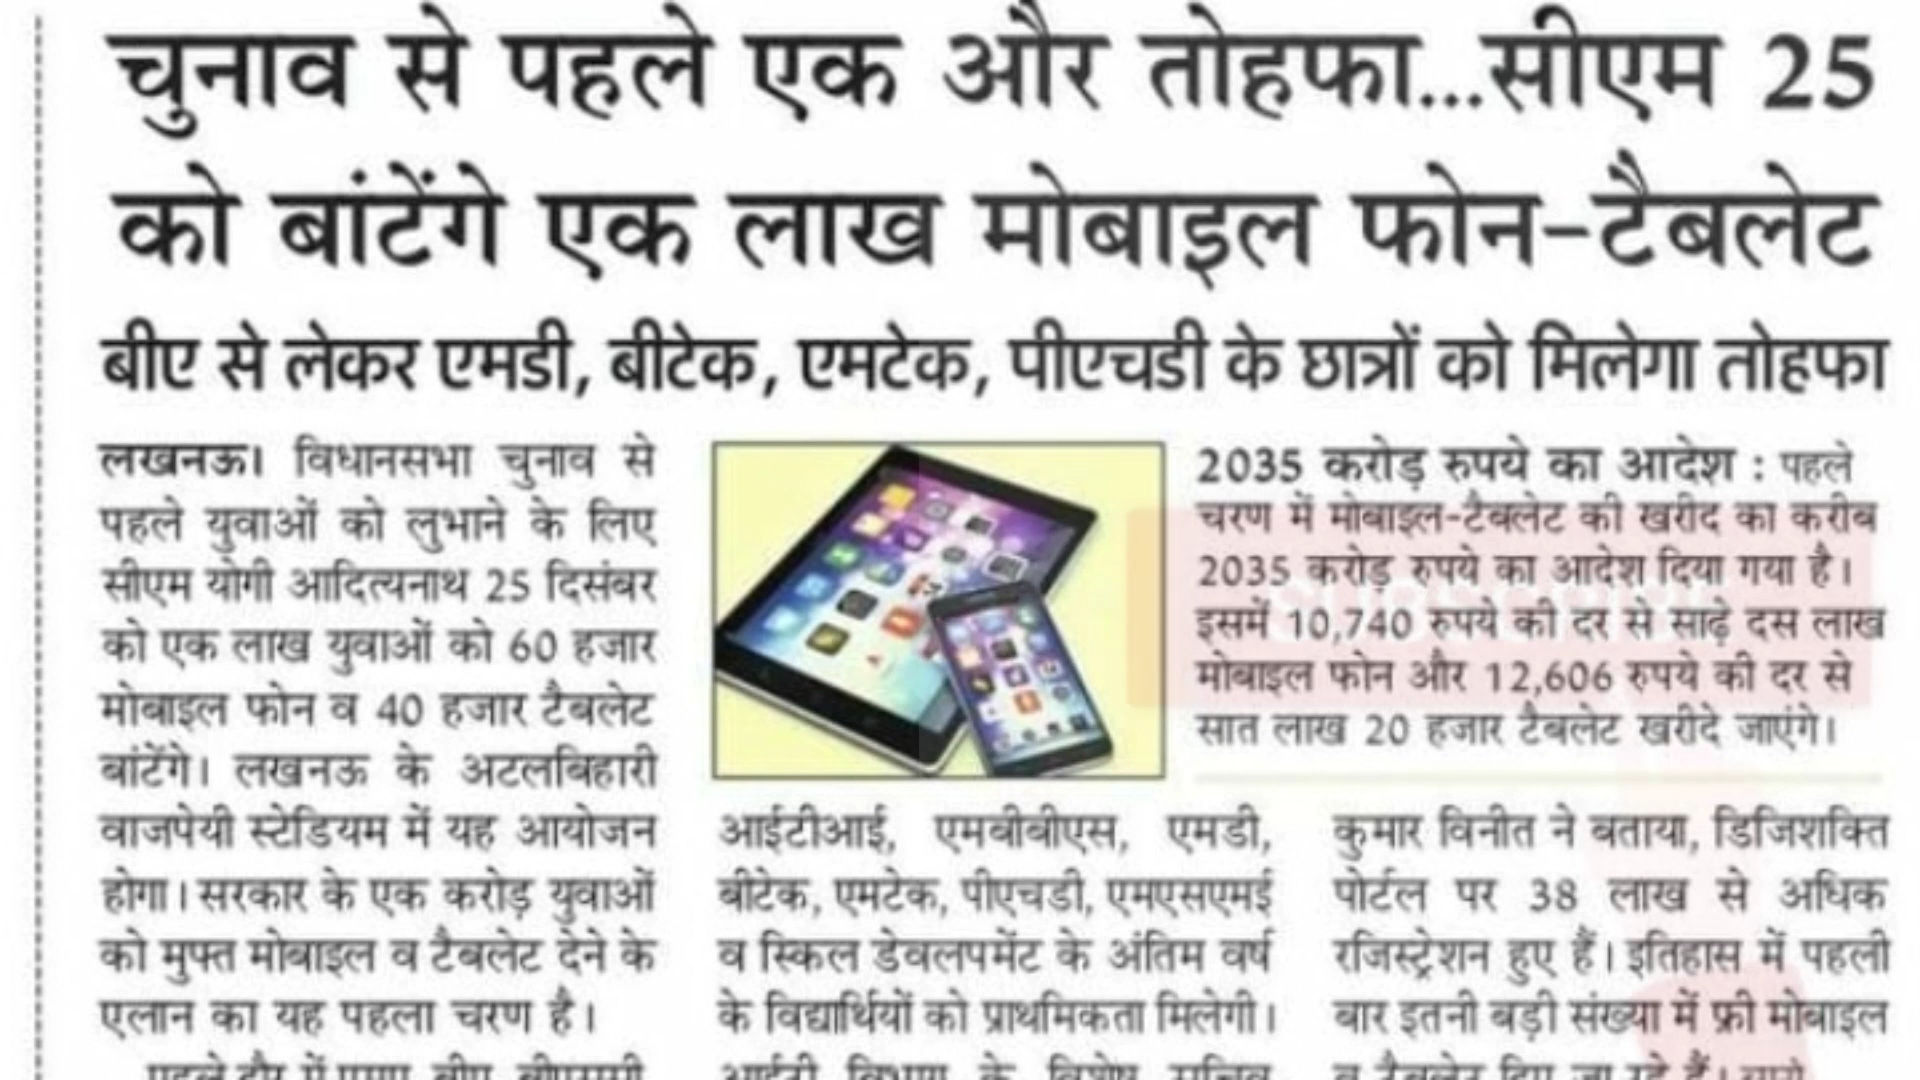 चुनाव से पहले एक और तोहफा...सीएम 25
को बांटेंगे एक लाख मोबाइल फोन-टैबलेट
बीए से लेकर एमडी, बीटेक, एमटेक, पीएचडी के छात्रों को मिलेगा तोहफा
लखनऊ। विधानसभा चुनाव से
पहले युवाओं को लुभाने के लिए
सीएम योगी आदित्यनाथ 25 दिसंबर
को एक लाख युवाओं को 60 हजार
मोबाइल फोन व 40 हजार टैबलेट
बांटेंगे। लखनऊ के अटलबिहारी
वाजपेयी स्टेडियम में यह आयोजन
होगा। सरकार के एक करोड़ युवाओं
को मुफ्त मोबाइल व टैबलेट देने के
एलान का यह पहला चरण है।
2035 करोड़ रुपये का आदेश : पहले
चरण में मोबाइल-टैबलेट की खरीद का करीब
2035 करोड़ रुपये का आदेश दिया गया है।
इसमें 10,740 रुपये की दर से साढ़े दस लाख
मोबाइल फोन और 12,606 रुपये की दर से
सात लाख 20 हजार टैबलेट खरीदे जाएंगे।
आईटीआई, एमबीबीएस, एमडी,
बीटेक, एमटेक, पीएचडी, एमएसएमई
व स्किल डेवलपमेंट के अंतिम वर्ष
के विद्यार्थियों को प्राथमिकता मिलेगी।
कुमार विनीत ने बताया, डिजिशक्ति
पोर्टल पर 38 लाख से अधिक
रजिस्ट्रेशन हुए हैं। इतिहास में पहली
बार इतनी बड़ी संख्या में फ्री मोबाइल